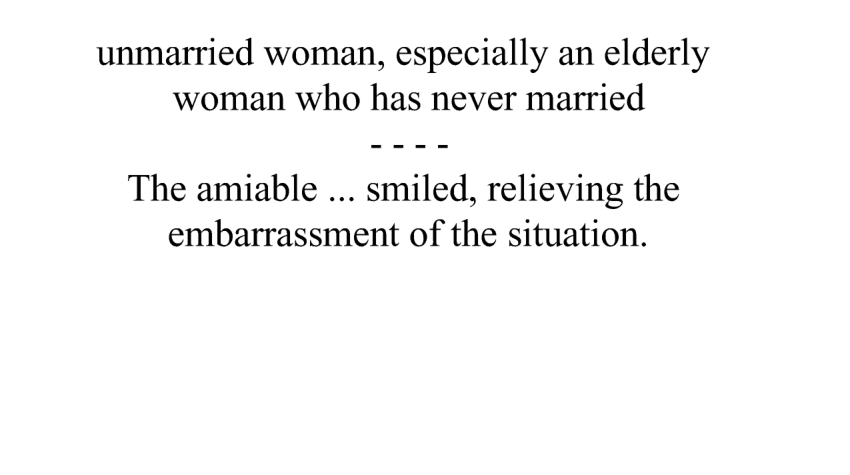 unmarried woman, especially an elderly
woman who has never married
- - - -
The amiable ... smiled, relieving the
embarrassment of the situation.